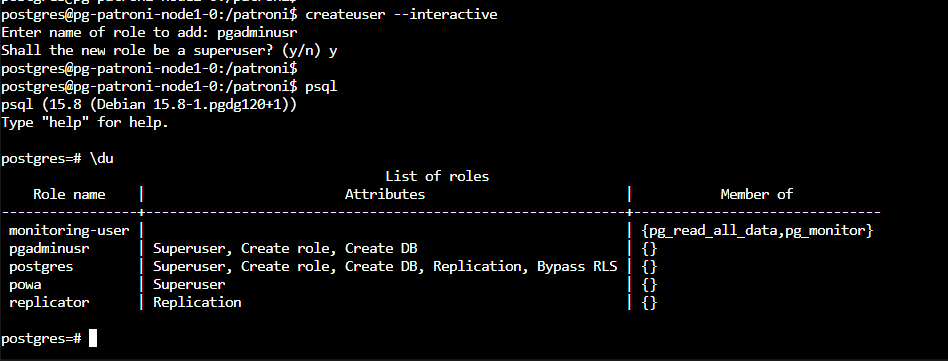 postgres@pg-patroni-node1-0:/patroni$ createuser --interactive
Enter name of role to add: pgadminusr
Shall the new role be a superuser? (y/n) y
postgres@pg-patroni-node1-0:/patroni$
postgres@pg-patroni-node1-0:/patroni$ psql
psql (15.8 (Debian 15.8-1.pgdg120+1))
Type "help" for help.

postgres=# \du
                                          List of roles
    Role name    |                         Attributes                         |          Member of
-----------------+------------------------------------------------------------+------------------------------
 monitoring-user |                                                            | {pg_read_all_data,pg_monitor}
 pgadminusr      | Superuser, Create role, Create DB                          | {}
 postgres        | Superuser, Create role, Create DB, Replication, Bypass RLS | {}
 powa            | Superuser                                                  | {}
 replicator      | Replication                                                | {}

postgres=#